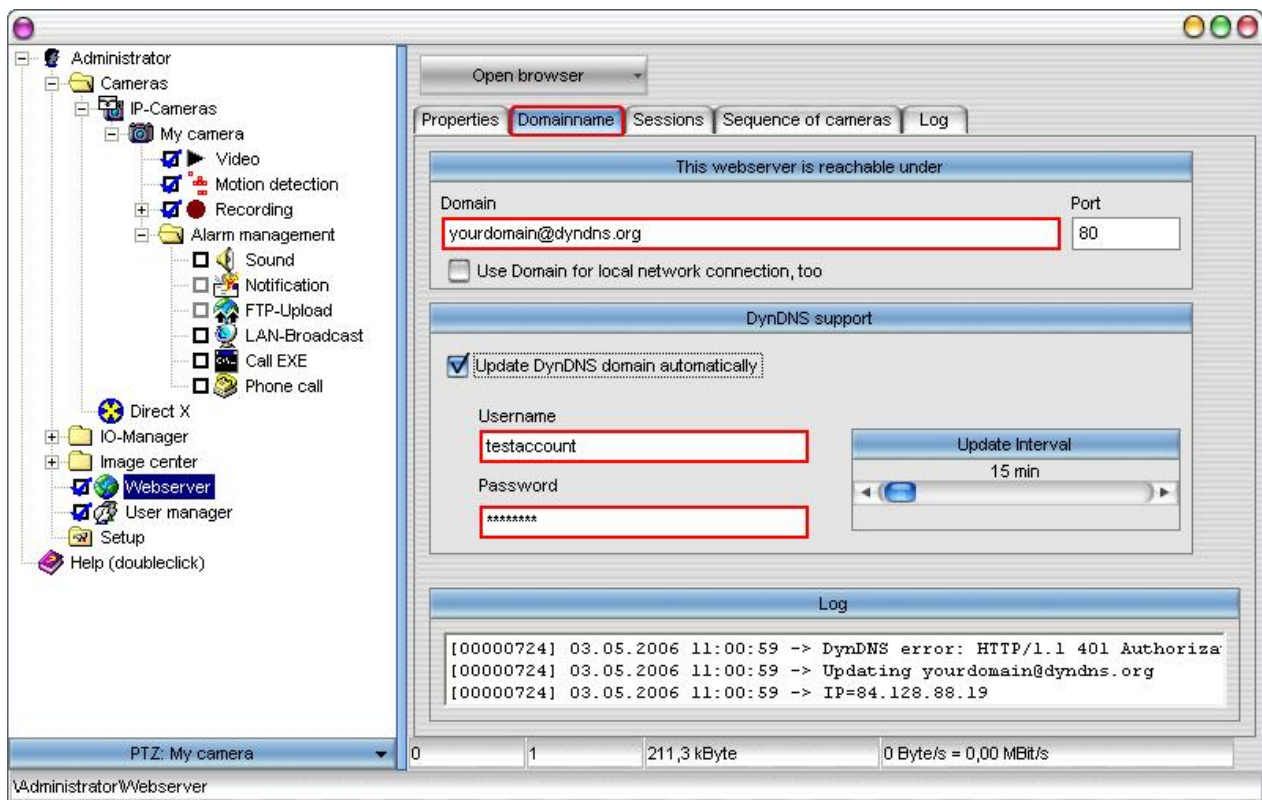 Administrator
Cameras
IP-Cameras
My camera
Video
Motion detection
Recording
Alarm management
Sound
Notification
FTP-Upload
LAN-Broadcast
Call EXE
Phone call
Direct X
IO-Manager
Image center
Webserver
User manager
Setup
Help (doubleclick)
PTZ: My camera
Open browser
Properties Domainname Sessions Sequence of cameras Log
This webserver is reachable under
Domain Port
yourdomain@dyndns.org 80
Use Domain for local network connection, too
DynDNS support
Update DynDNS domain automatically
Username
testaccount
Password
********
Update Interval
15 min
Log
[00000724] 03.05.2006 11:00:59 -> DynDNS error: HTTP/1.1 401 Authoriza
[00000724] 03.05.2006 11:00:59 -> Updating yourdomain@dyndns.org
[00000724] 03.05.2006 11:00:59 -> IP=84.128.88.19
0 1 211,3 kByte 0 Byte/s = 0,00 MBit/s
\Administrator\Webserver